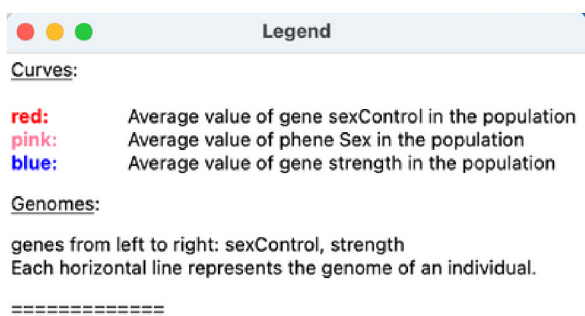 Legend
Curves:
red: Average value of gene sexControl in the population
pink: Average value of phene Sex in the population
blue: Average value of gene strength in the population
Genomes:
genes from left to right: sexControl, strength
Each horizontal line represents the genome of an individual.
=============